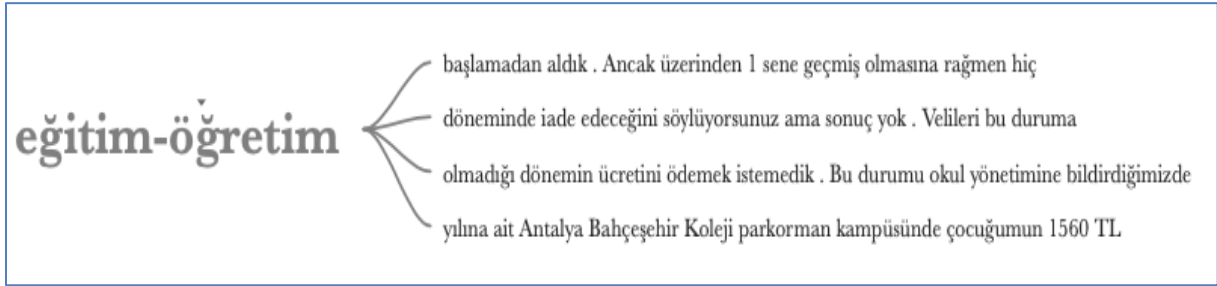 eğitim-öğretim
başlamadan aldık . Ancak üzerinden 1 sene geçmiş olmasına rağmen hiç
döneminde iade edeceğini söylüyorsunuz ama sonuç yok . Velileri bu duruma
olmadığı dönemin ücretini ödemek istemedik . Bu durumu okul yönetimine bildirdiğimizde
yılına ait Antalya Bahçeşehir Koleji parkorman kampüsünde çocuğumun 1560 TL